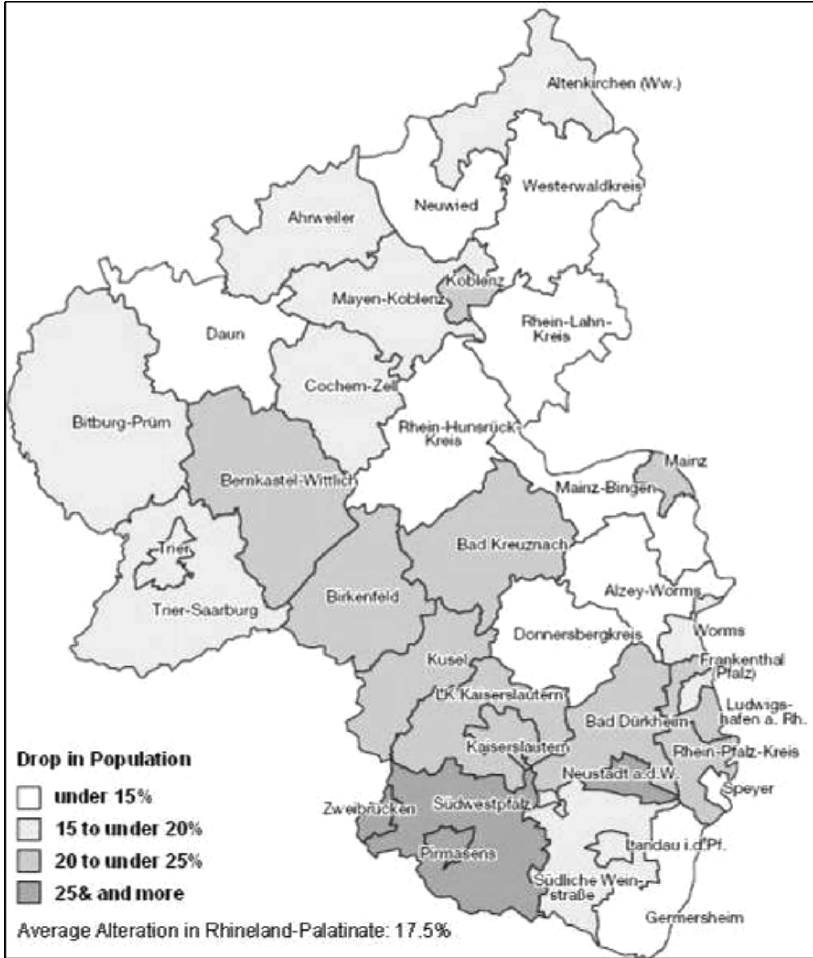 Altenkirchen (Ww.)
Neuwied
Westerwaldkreis
Ahrweiler
Koblenz
Mayen-Koblenz
Daun
Rhein-Lahn-
Kreis
Cochem-Zell
Bitburg-Prüm
Rhein-Hunsrück
Kreis
Mainz
Bernkastel-Wittlich
Mainz-Bingen
Trier
Bad Kreuznach
Alzey-Worms
Trier-Saarburg
Birkenfeld
Donnersbergkreis
Worms
Kusel
Frankenthal
(Pfalz)
LK Kaiserslautern
Ludwigs-
hafen a. Rh.
Bad Dürkheim
Kaiserslautern
Rhein-Pfalz-Kreis
Neustadt a.d.W.
Speyer
Zweibrücken
Südwestpfalz
Landau i.d.Pf.
Pirmasens
Südliche Wein-
straße
Germersheim
Drop in Population
under 15%
15 to under 20%
20 to under 25%
25& and more
Average Alteration in Rhineland-Palatinate: 17.5%